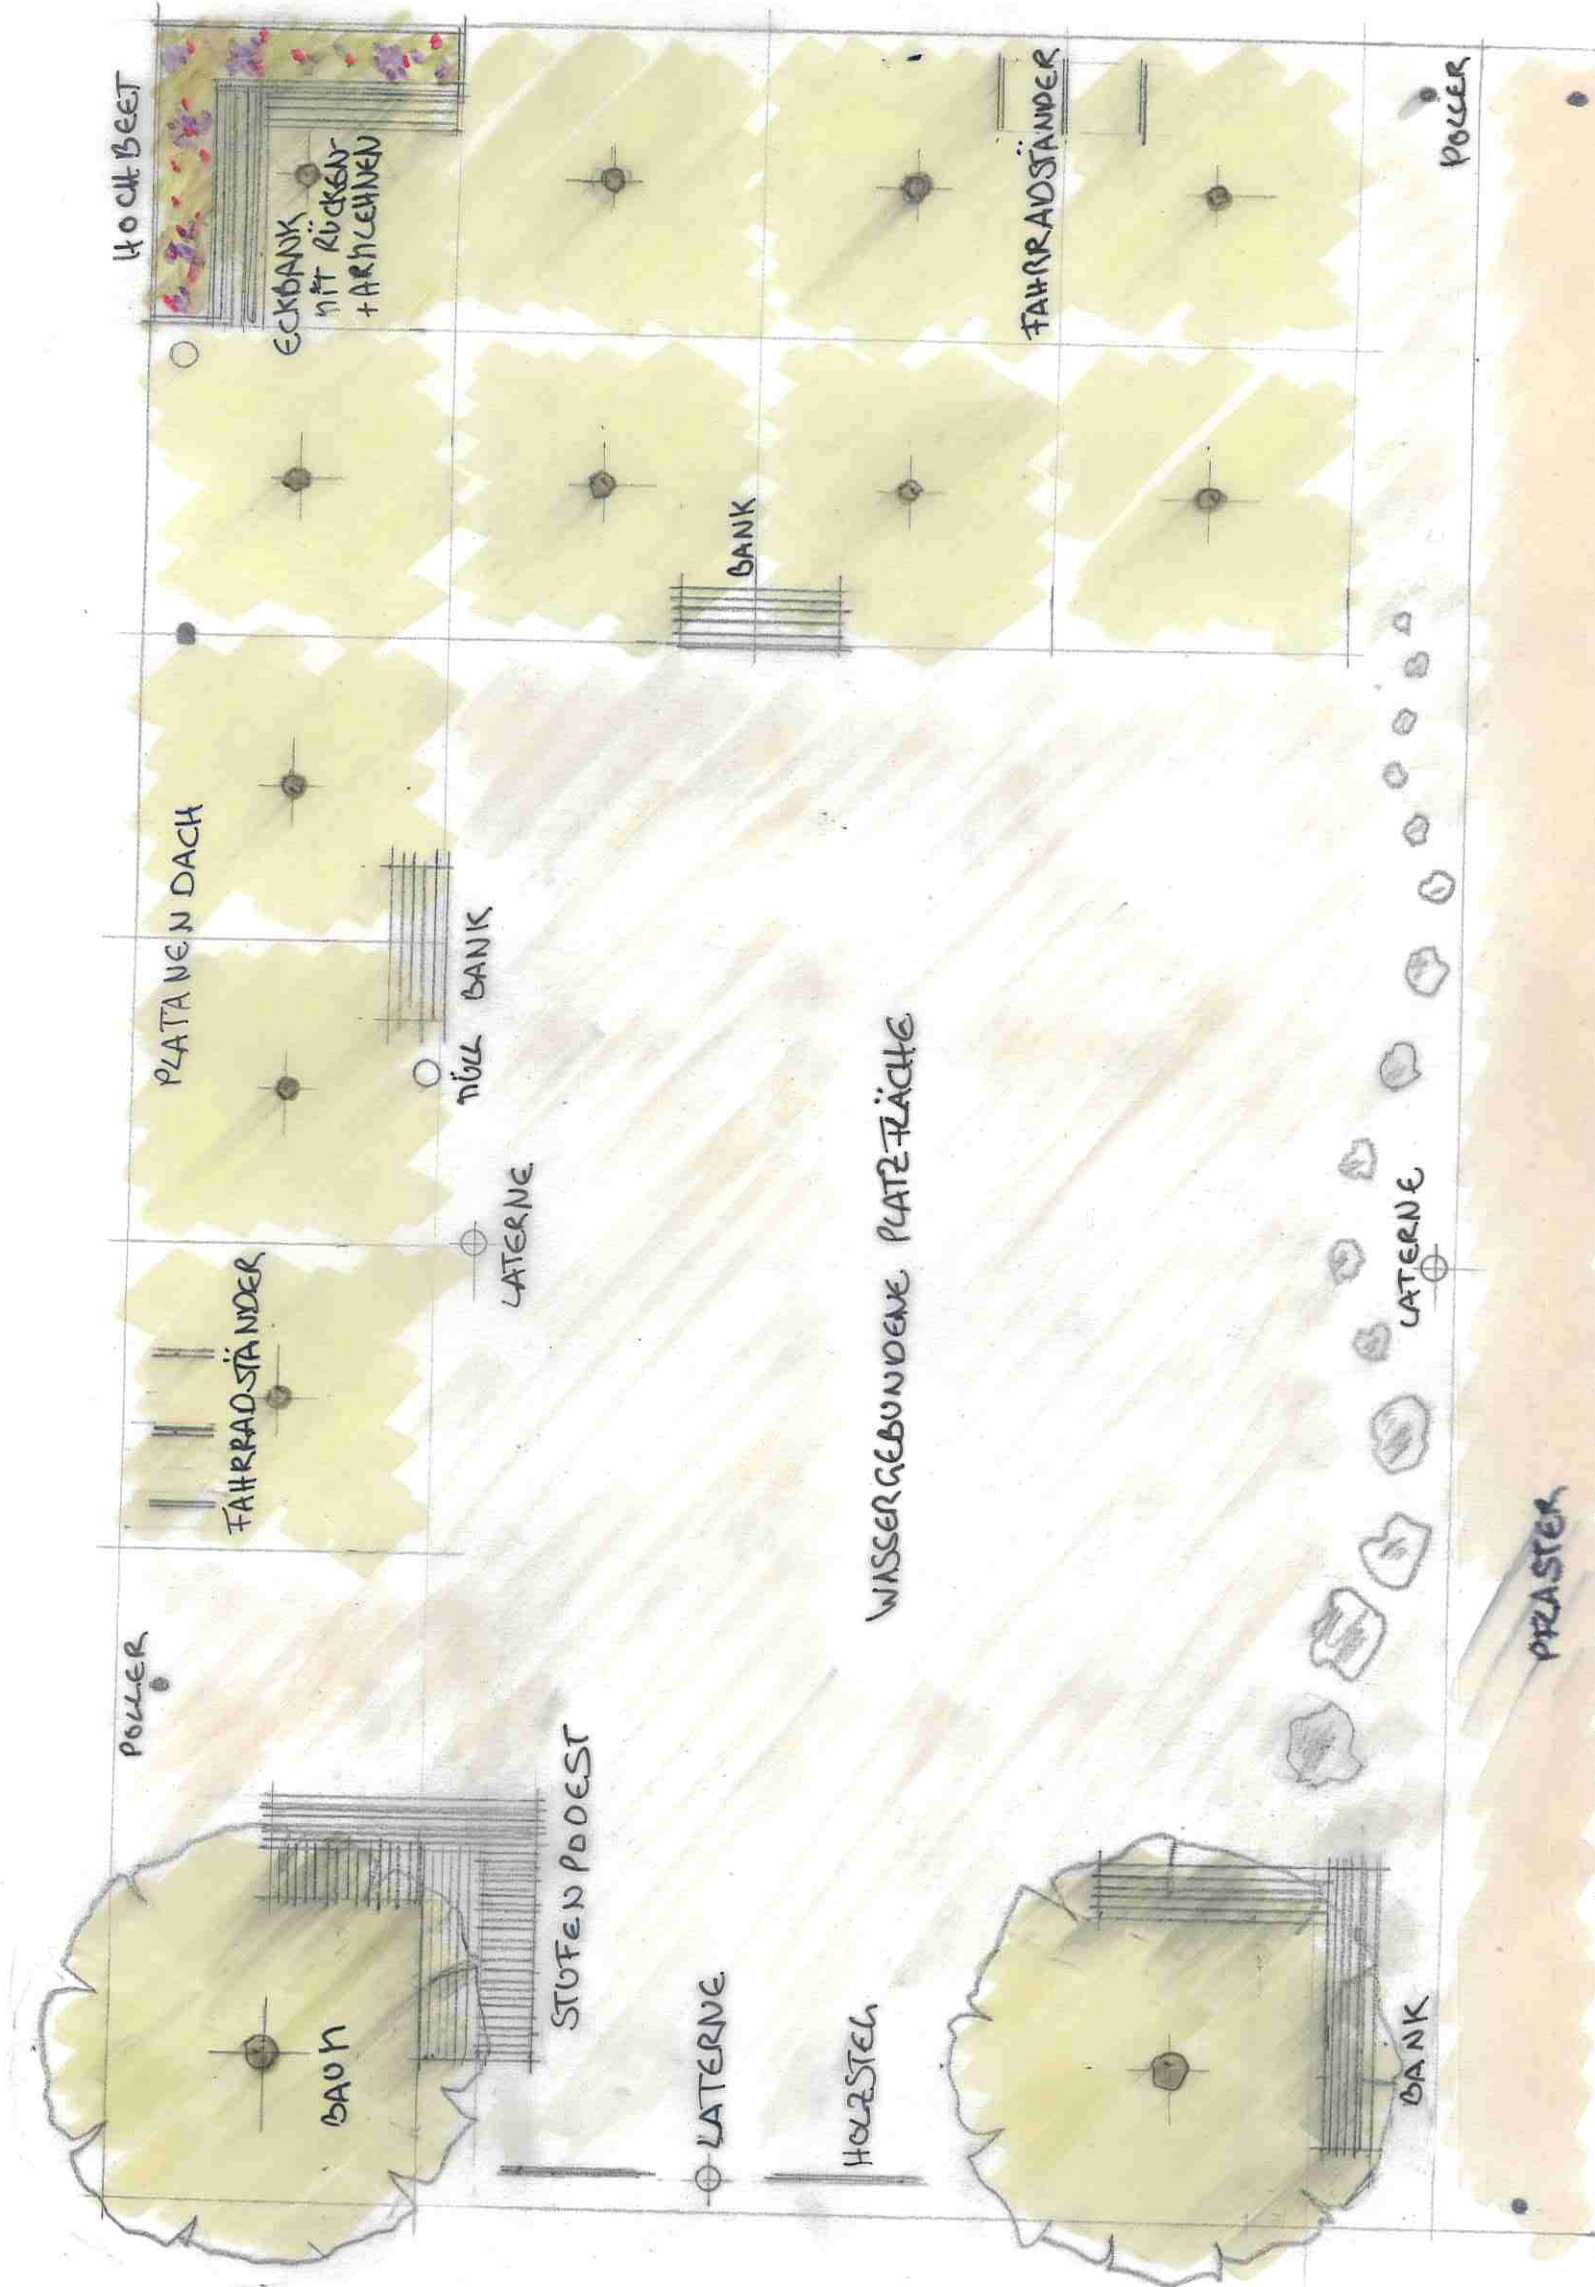 POLLER
HOCHBEET
PLATANENDACH
FAHRRADSTÄNDER
ECKBANK
MIT RÜCKEN-
+ ARMLEHNEN
BAUM
MÜLL BANK
LATERNE
STUFENPODEST
LATERNE
BANK
HOLZSTEG
WASSERGEBUNDENE PLATZFLÄCHE
FAHRRADSTÄNDER
LATERNE
BANK
POLLER
PFLASTER